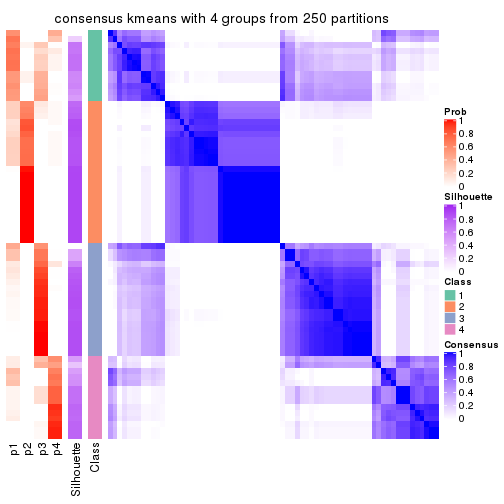 consensus kmeans with 4 groups from 250 partitions
Prob
1
0.8
0.6
0.4
0.2
0
Silhouette
1
0.8
0.6
0.4
0.2
0
Class
1
2
3
4
Consensus
1
0.8
0.6
0.4
0.2
0
p1
p2
p3
p4
Silhouette
Class